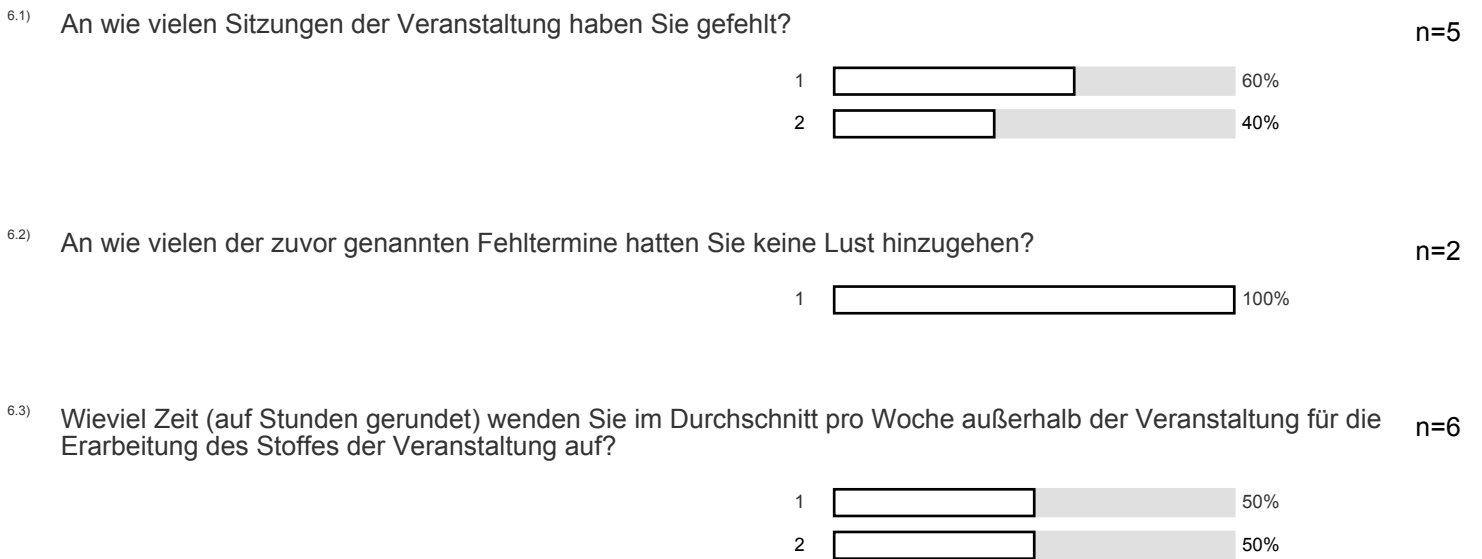 6.1) An wie vielen Sitzungen der Veranstaltung haben Sie gefehlt? n=5
1 60%
2 40%
6.2) An wie vielen der zuvor genannten Fehltermine hatten Sie keine Lust hinzugehen? n=2
1 100%
6.3) Wieviel Zeit (auf Stunden gerundet) wenden Sie im Durchschnitt pro Woche außerhalb der Veranstaltung für die n=6
Erarbeitung des Stoffes der Veranstaltung auf?
1 50%
2 50%